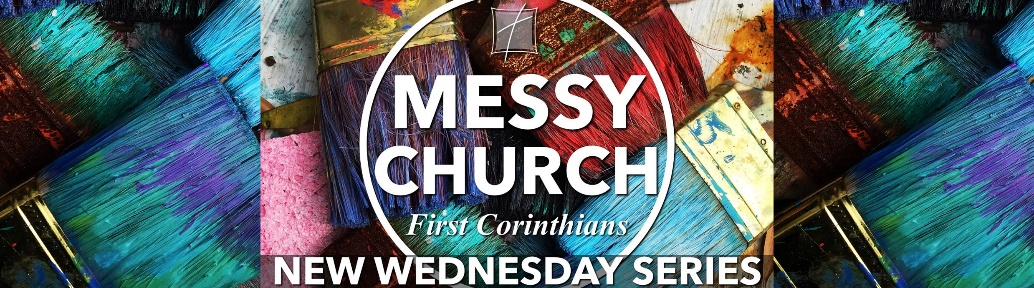 MESSY
CHURCH
First Corinthians
NEW WEDNESDAY SERIES